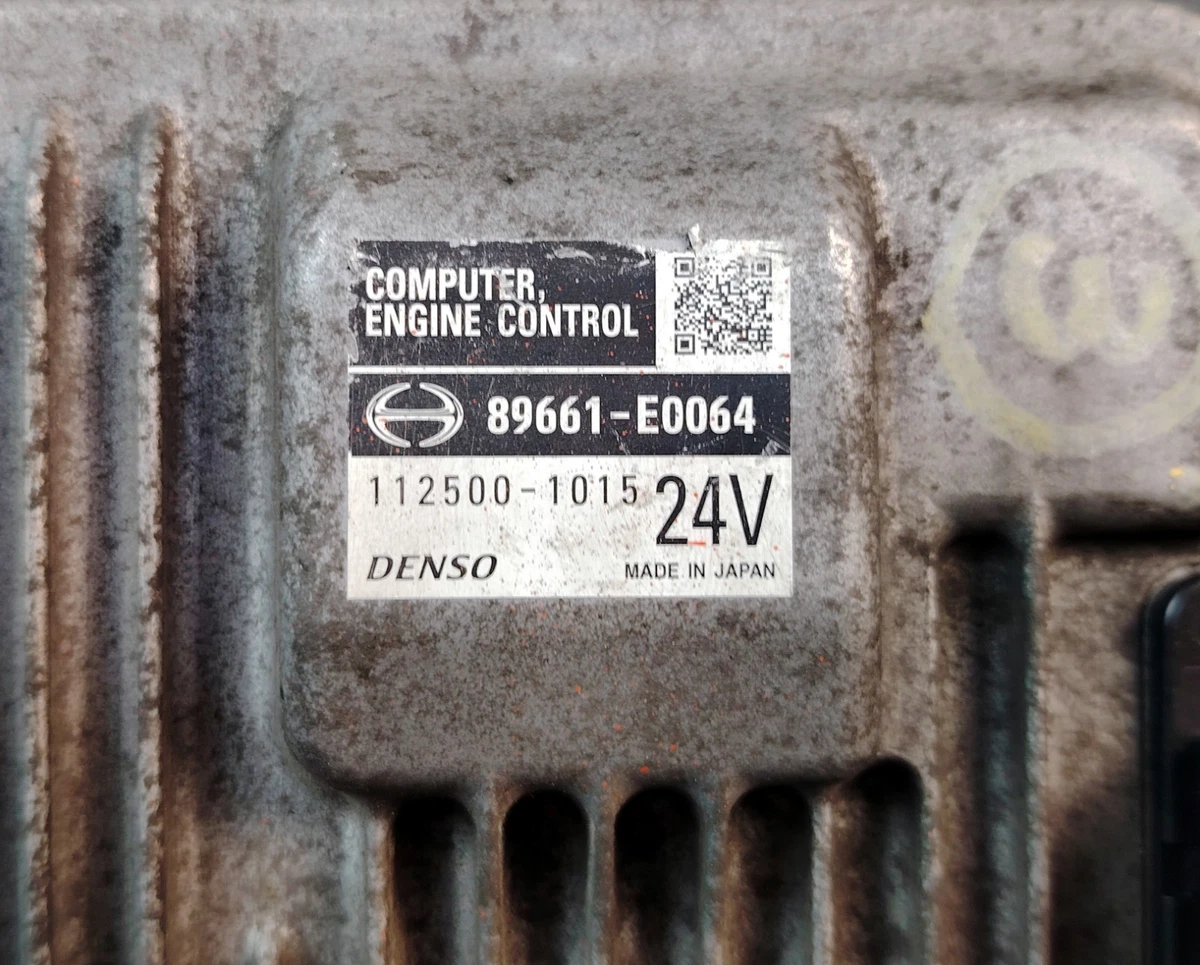 COMPUTER,
ENGINE CONTROL
89661-E0064
112500-1015
24V
DENSO
MADE IN JAPAN